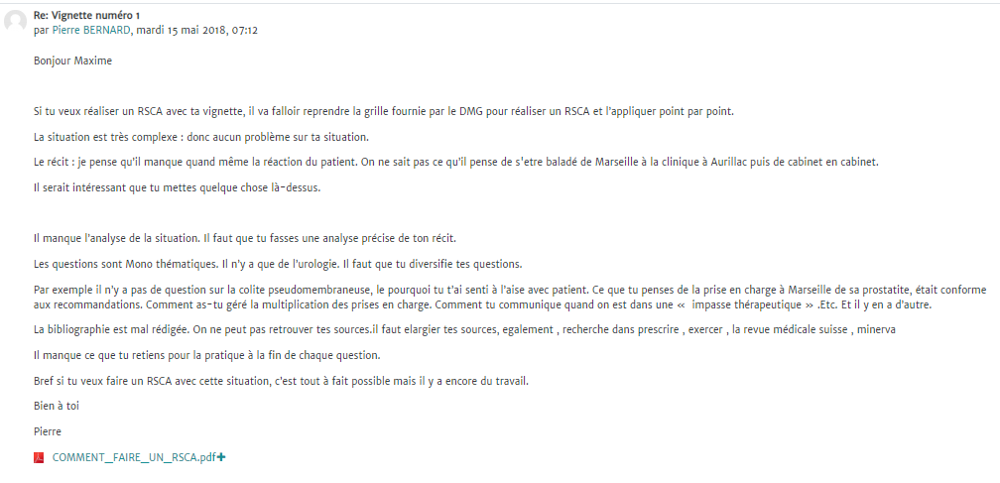 Re: Vignette numéro 1
par Pierre BERNARD, mardi 15 mai 2018, 07:12
Bonjour Maxime
Si tu veux réaliser un RSCA avec ta vignette, il va falloir reprendre la grille fournie par le DMG pour réaliser un RSCA et l'appliquer point par point.
La situation est très complexe : donc aucun problème sur ta situation.
Le récit : je pense qu'il manque quand même la réaction du patient. On ne sait pas ce qu'il pense de s'etre baladé de Marseille à la clinique à Aurillac puis de cabinet en cabinet.
Il serait intéressant que tu mettes quelque chose là-dessus.
Il manque l'analyse de la situation. Il faut que tu fasses une analyse précise de ton récit.
Les questions sont Mono thématiques. Il n'y a que de l'urologie. Il faut que tu diversifie tes questions.
Par exemple il n'y a pas de question sur la colite pseudomembraneuse, le pourquoi tu t'ai senti à l'aise avec patient. Ce que tu penses de la prise en charge à Marseille de sa prostatite, était conforme
aux recommandations. Comment as-tu géré la multiplication des prises en charge. Comment tu communique quand on est dans une «  impasse thérapeutique » .Etc. Et il y en a d'autre.
La bibliographie est mal rédigée. On ne peut pas retrouver tes sources.il faut elargier tes sources, egalement , recherche dans prescrire , exercer , la revue médicale suisse , minerva
Il manque ce que tu retiens pour la pratique à la fin de chaque question.
Bref si tu veux faire un RSCA avec cette situation, c'est tout à fait possible mais il y a encore du travail.
Bien à toi
Pierre
COMMENT_FAIRE_UN_RSCA.pdf+